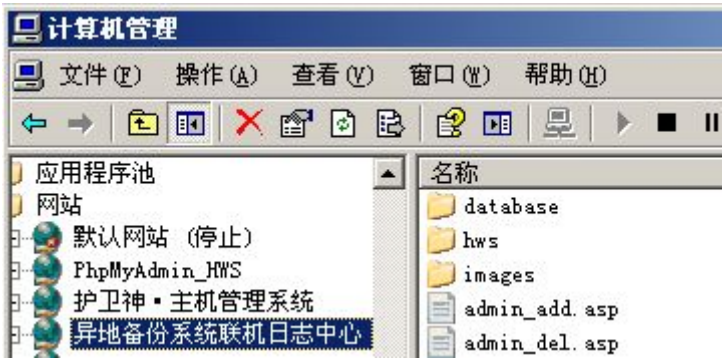 计算机管理
文件(F) 操作(A) 查看(V) 窗口(W) 帮助(H)
应用程序池
网站
默认网站 (停止)
PhpMyAdmin_HWS
护卫神·主机管理系统
异地备份系统联机日志中心
名称
database
hws
images
admin_add.asp
admin_del.asp